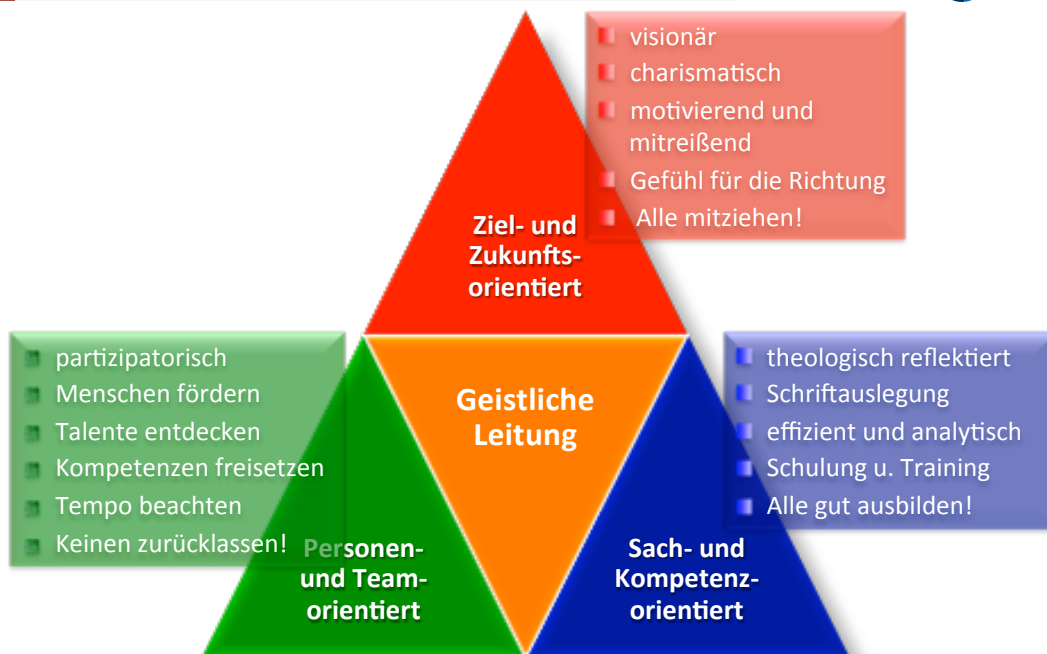 visionär
charismatisch
motivierend und
mitreißend
Gefühl für die Richtung
Alle mitziehen!
Ziel- und
Zukunfts-
orientiert
partizipatorisch
Menschen fördern
Talente entdecken
Kompetenzen freisetzen
Tempo beachten
Keinen zurücklassen!
Geistliche
Leitung
theologisch reflektiert
Schriftauslegung
effizient und analytisch
Schulung u. Training
Alle gut ausbilden!
Personen-
und Team-
orientiert
Sach- und
Kompetenz-
orientiert